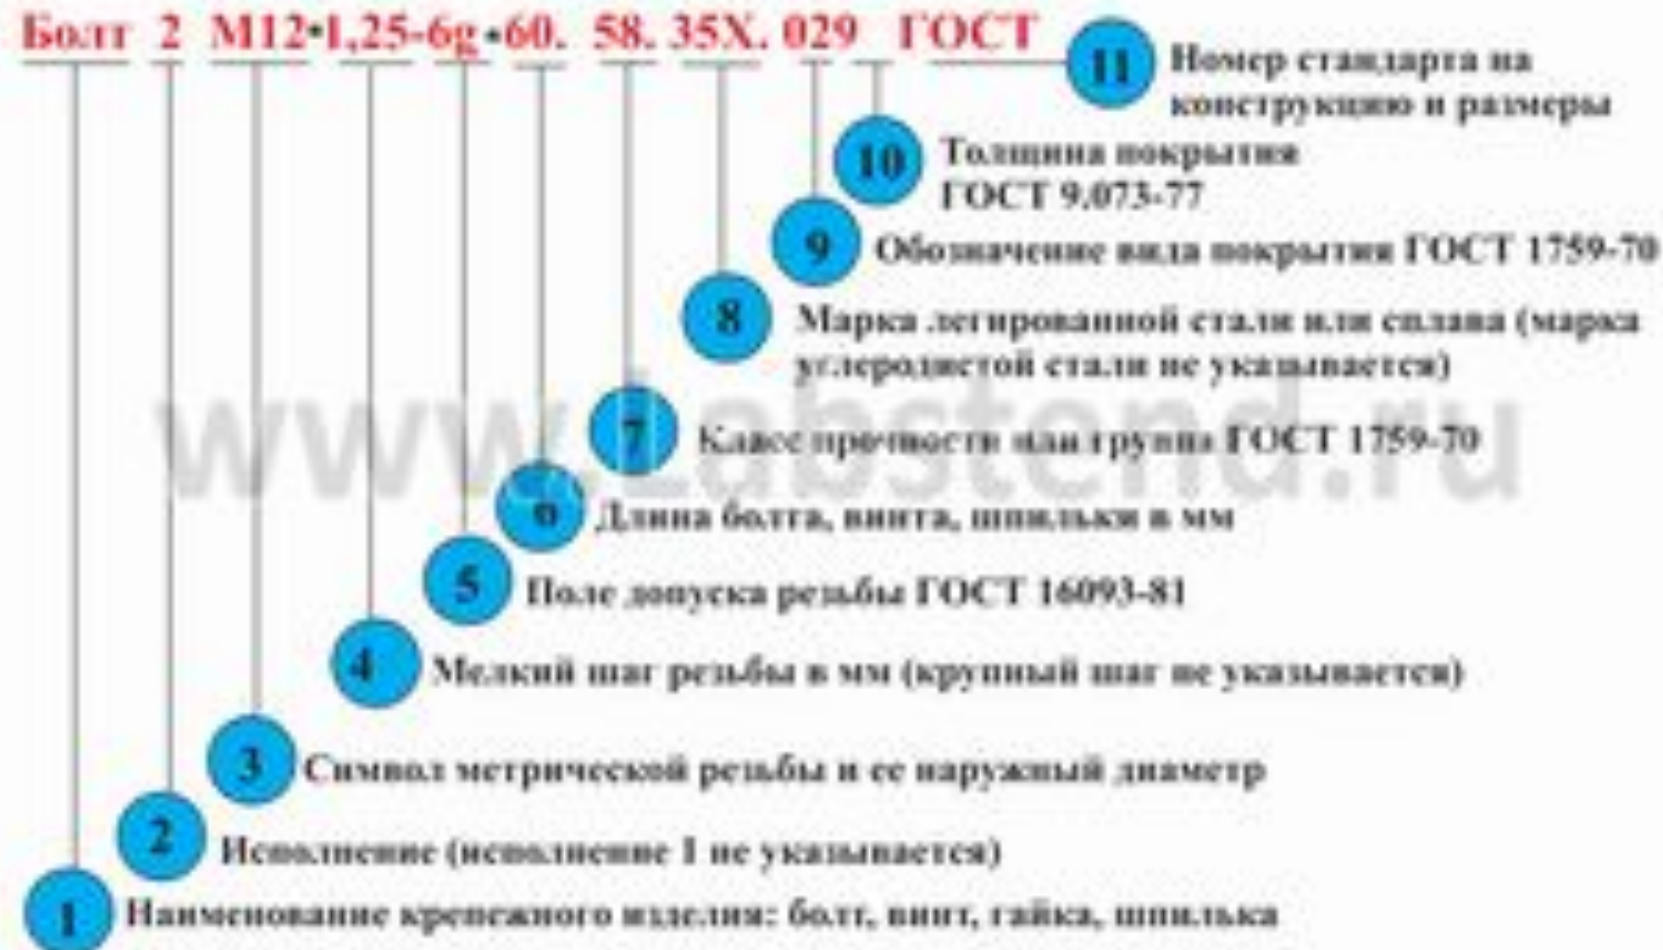 Болт 2 М12•1,25-6g•60. 58. 35Х. 029 ГОСТ
11 Номер стандарта на
конструкцию и размеры
10 Толщина покрытия
ГОСТ 9.073-77
9 Обозначение вида покрытия ГОСТ 1759-70
8 Марка легированной стали или сплава (марка
углеродистой стали не указывается)
7 Класс прочности или группа ГОСТ 1759-70
6 Длина болта, винта, шпильки в мм
5 Поле допуска резьбы ГОСТ 16093-81
4 Мелкий шаг резьбы в мм (крупный шаг не указывается)
3 Символ метрической резьбы и ее наружный диаметр
2 Исполнение (исполнение 1 не указывается)
1 Наименование крепежного изделия: болт, винт, гайка, шпилька
www.Labstend.ru